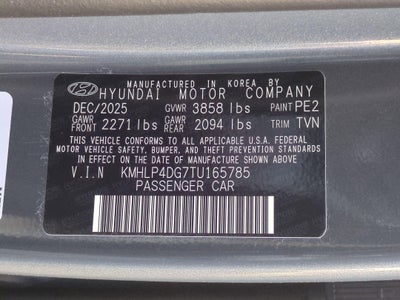 MANUFACTURED IN KOREA BY
HYUNDAI MOTOR COMPANY
DEC/2025 GVWR 3858 lbs PAINT PE2
GAWR FRONT 2271 lbs GAWR REAR 2094 lbs TRIM TVN
THIS VEHICLE CONFORMS TO ALL APPLICABLE U.S.A FEDERAL
MOTOR VEHICLE SAFETY, BUMPER, AND THEFT PREVENTION STANDARDS
IN EFFECT ON THE DATE OF MANUFACTURE SHOWN ABOVE.
V.I.N KMHLP4DG7TU165785
PASSENGER CAR